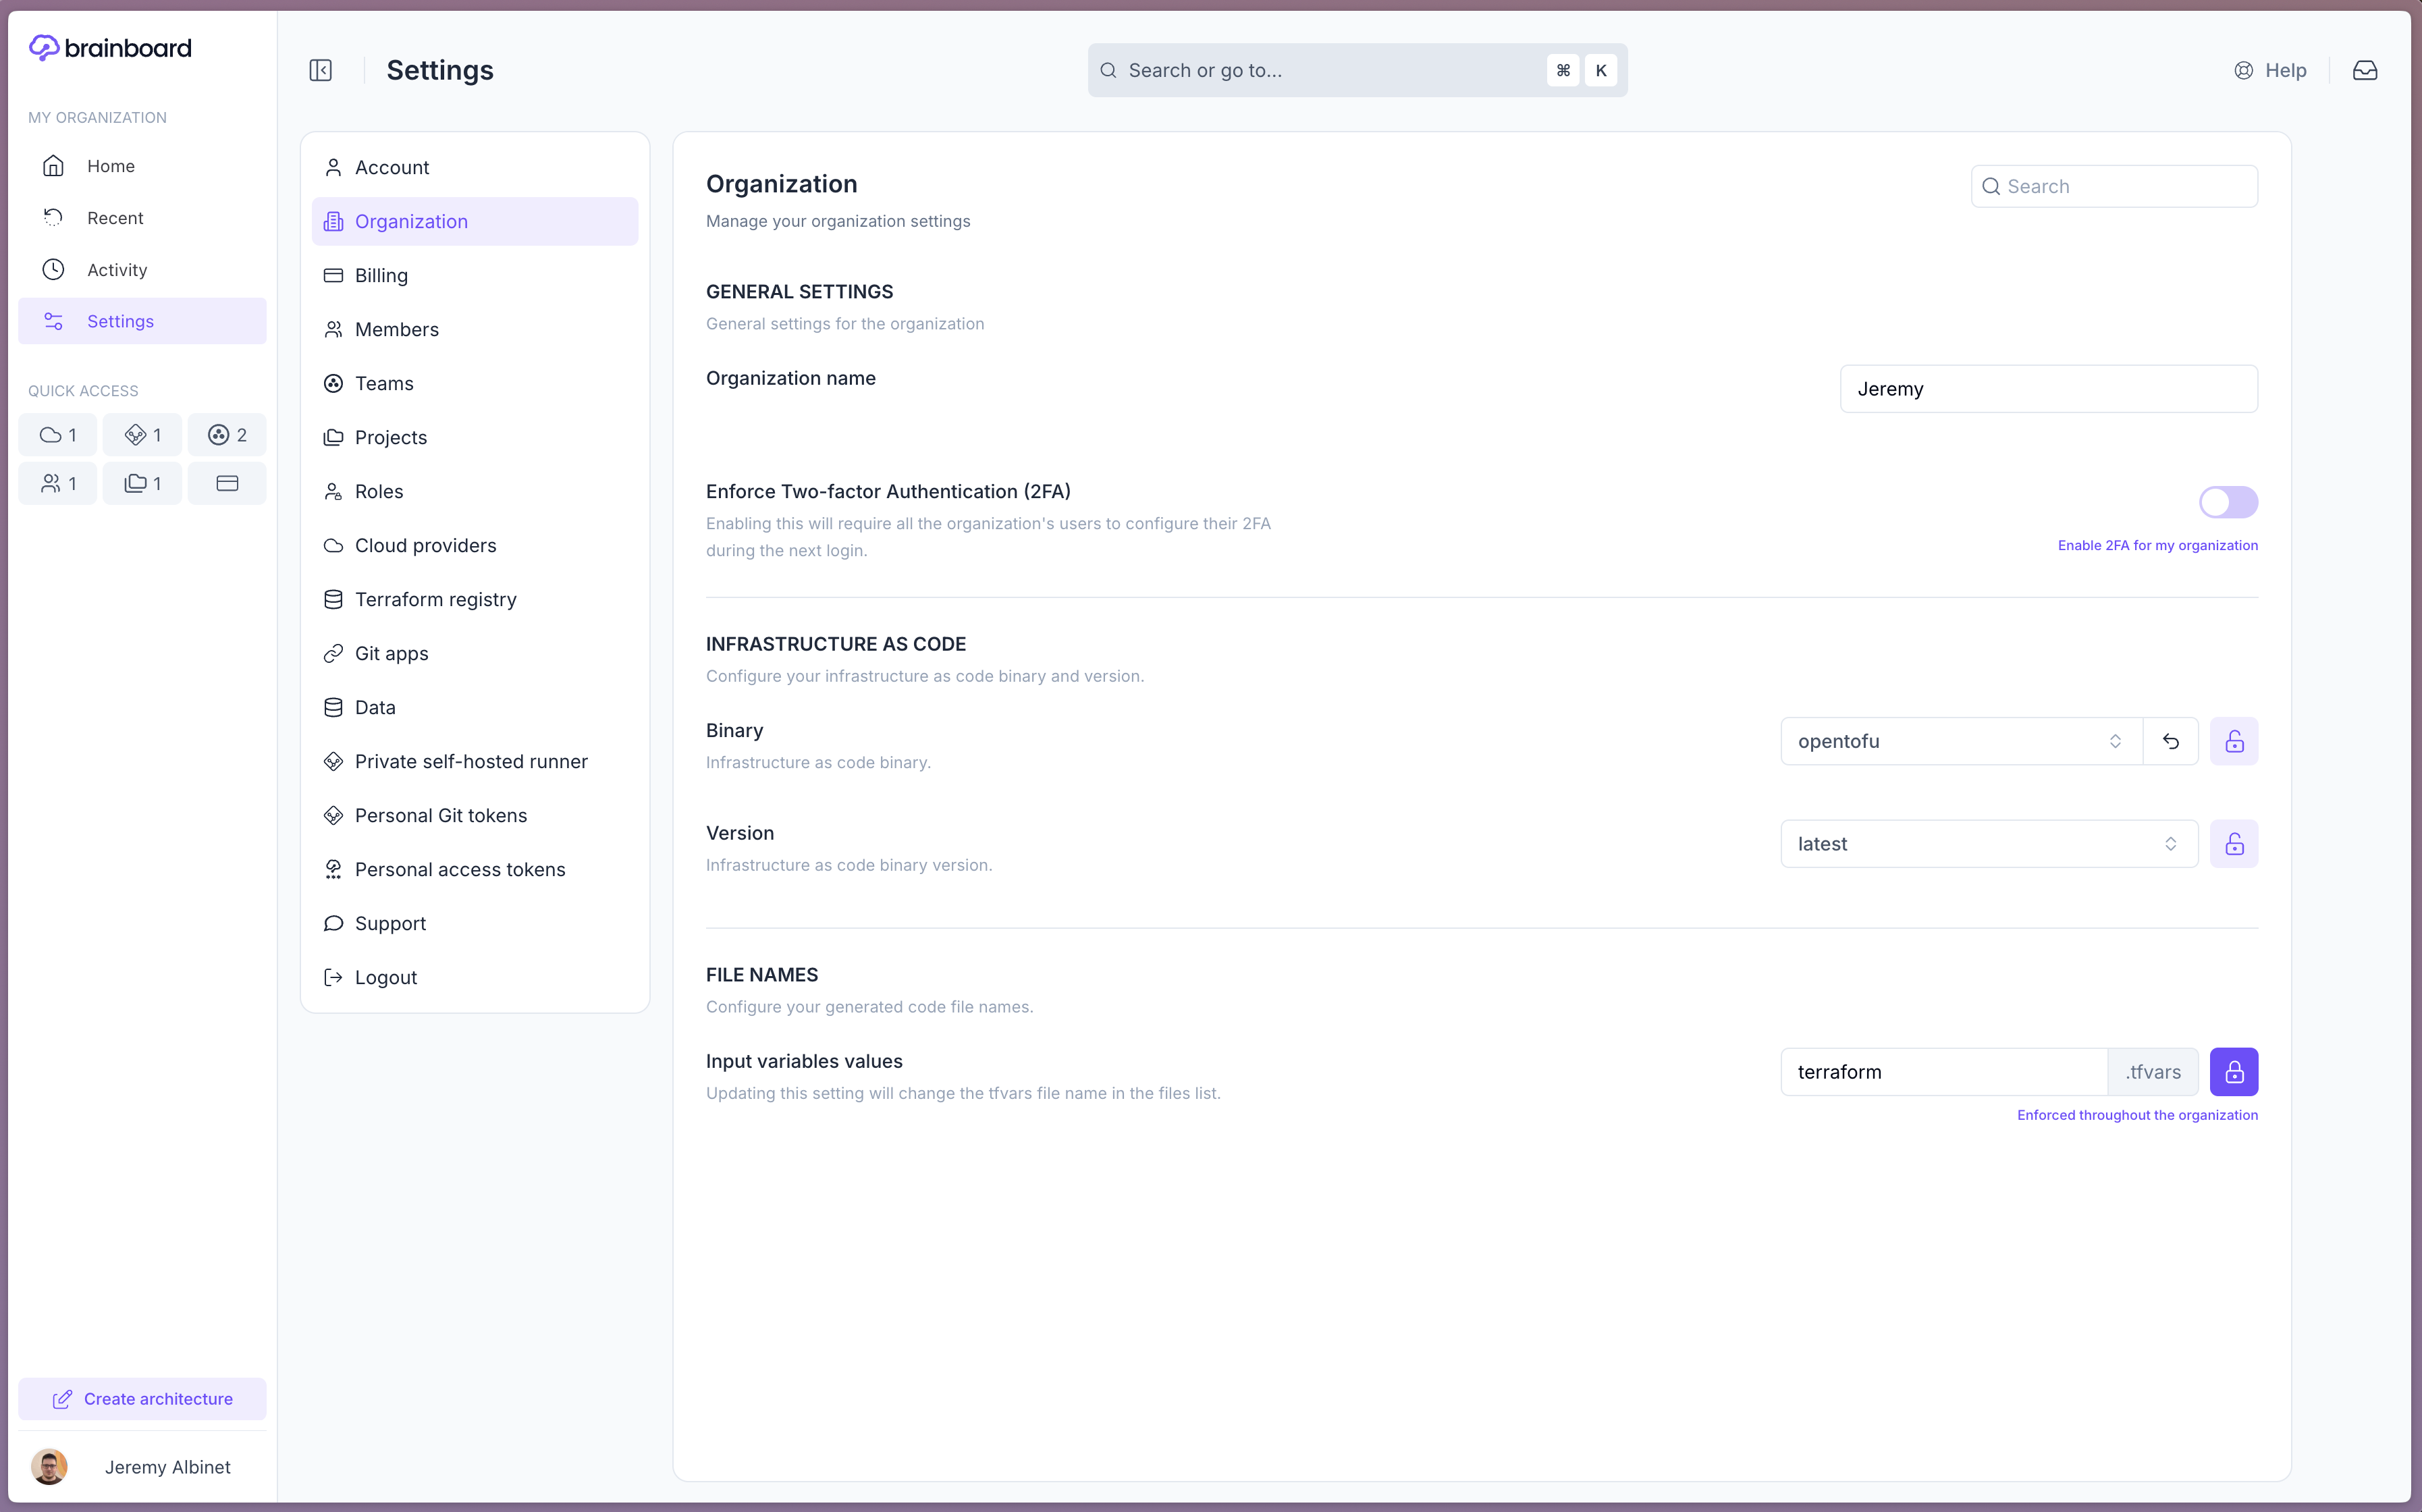 brainboard
MY ORGANIZATION
Home
Recent
Activity
Settings
QUICK ACCESS
1
1
2
1
1
Create architecture
Jeremy Albinet
Settings
Search or go to...
⌘ K
Help
Account
Organization
Billing
Members
Teams
Projects
Roles
Cloud providers
Terraform registry
Git apps
Data
Private self-hosted runner
Personal Git tokens
Personal access tokens
Support
Logout
Organization
Search
Manage your organization settings
GENERAL SETTINGS
General settings for the organization
Organization name
Jeremy
Enforce Two-factor Authentication (2FA)
Enabling this will require all the organization's users to configure their 2FA
during the next login.
Enable 2FA for my organization
INFRASTRUCTURE AS CODE
Configure your infrastructure as code binary and version.
Binary
Infrastructure as code binary.
opentofu
Version
Infrastructure as code binary version.
latest
FILE NAMES
Configure your generated code file names.
Input variables values
Updating this setting will change the tfvars file name in the files list.
terraform
.tfvars
Enforced throughout the organization